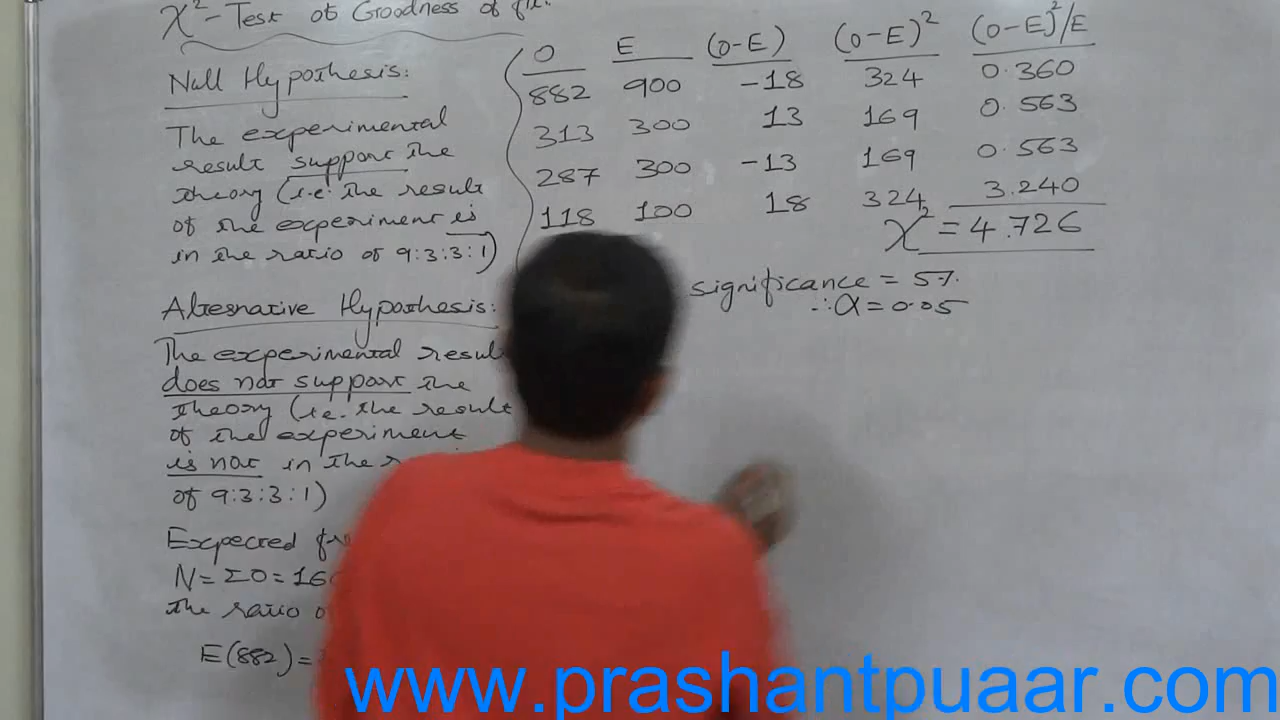 χ²-Test of Goodness of fit.
Null Hypothesis:
The experimental
result support the
theory (i.e. the result
of the experiment is
in the ratio of 9:3:3:1)
Alternative Hypothesis:
The experimental result
does not support the
theory (i.e. the result
of the experiment
is not in the
of 9:3:3:1)
Expected
N = ΣO =
the ratio
E(882) =
O E (O-E) (O-E)² (O-E)²/E
882 900 -18 324 0.360
313 300 13 169 0.563
287 300 -13 169 0.563
118 100 18 324 3.240
χ² = 4.726
significance = 5%
∴ α = 0.05
www.prashantpuaar.com